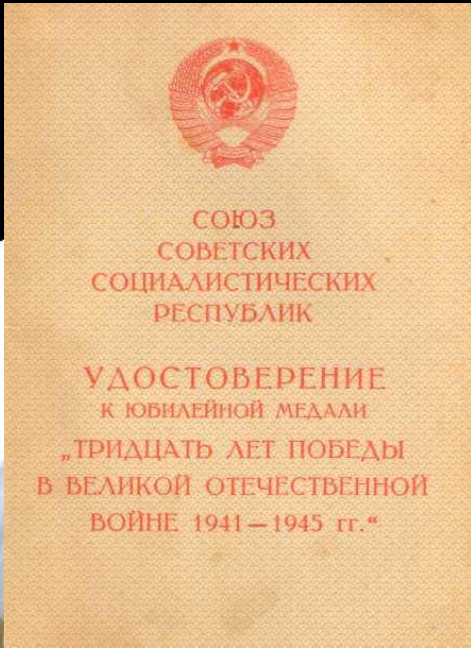 СОЮЗ
СОВЕТСКИХ
СОЦИАЛИСТИЧЕСКИХ
РЕСПУБЛИК
УДОСТОВЕРЕНИЕ
К ЮБИЛЕЙНОЙ МЕДАЛИ
„ТРИДЦАТЬ ЛЕТ ПОБЕДЫ
В ВЕЛИКОЙ ОТЕЧЕСТВЕННОЙ
ВОЙНЕ 1941—1945 гг.“